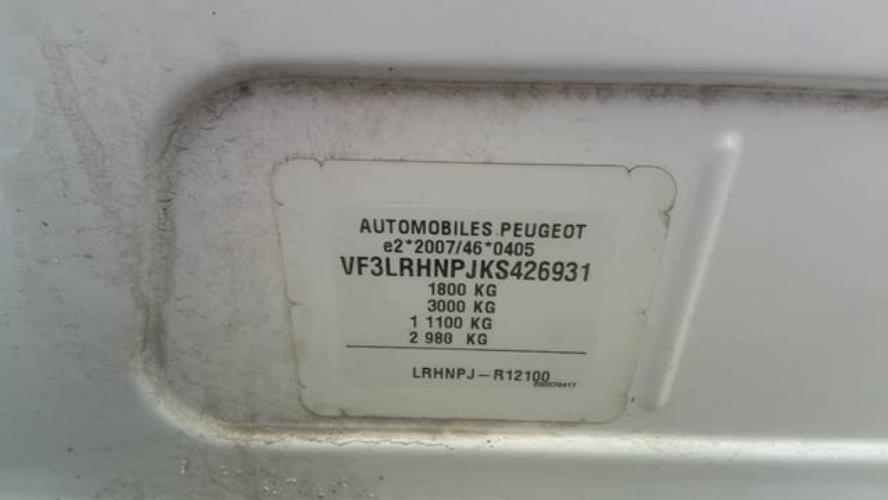 AUTOMOBILES PEUGEOT
e2*2007/46*0405
VF3LRHNPJKS426931
1800 KG
3000 KG
1 1100 KG
2 980 KG
LRHNPJ-R12100